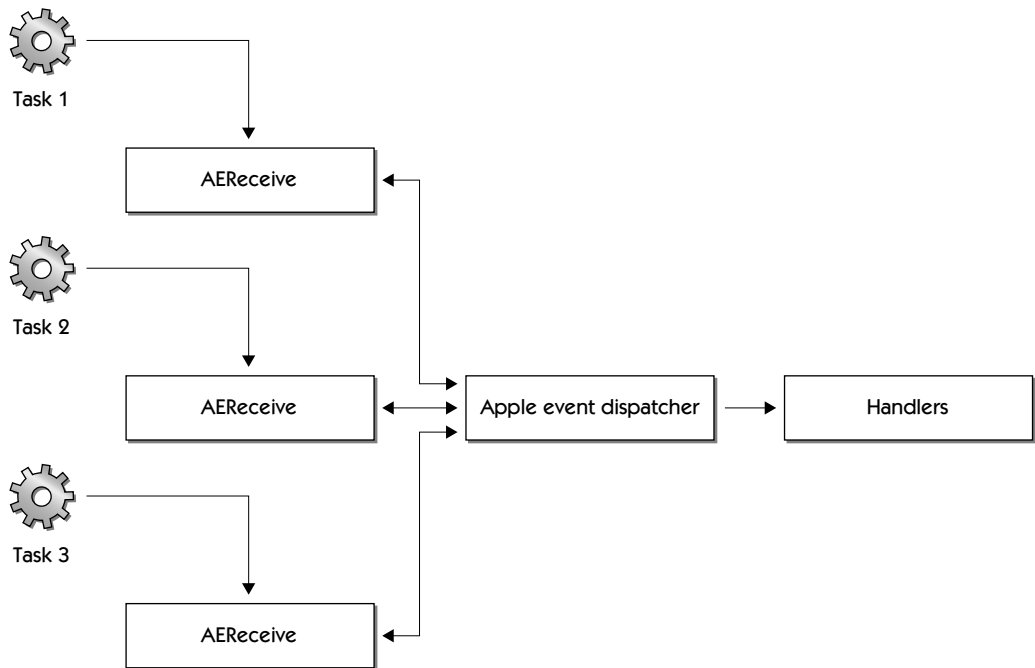 Task 1
AEReceive
Task 2
AEReceive
Apple event dispatcher
Handlers
Task 3
AEReceive